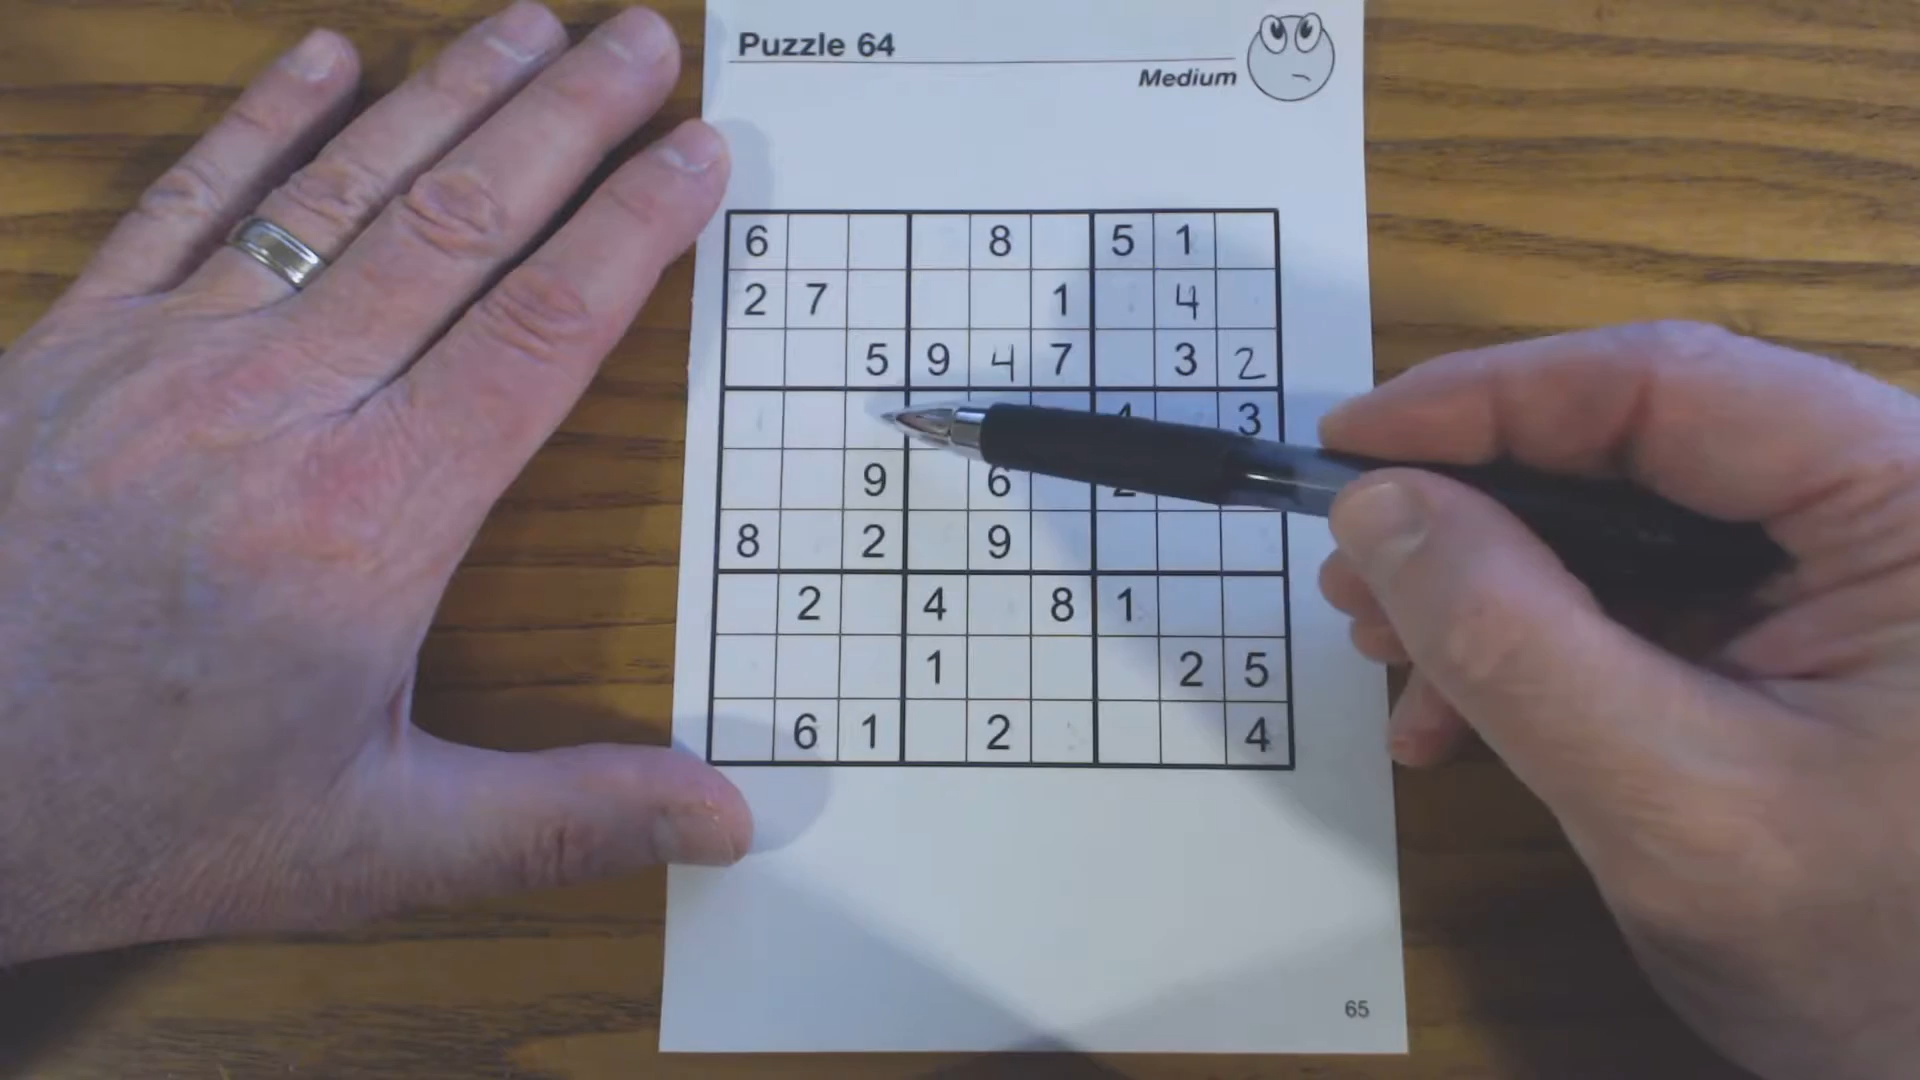 Puzzle 64
Medium
6 8 5 1
2 7 1 4
5 9 4 7 3 2
3
9 6
8 2 9
2 4 8 1
1 2 5
6 1 2 4
65